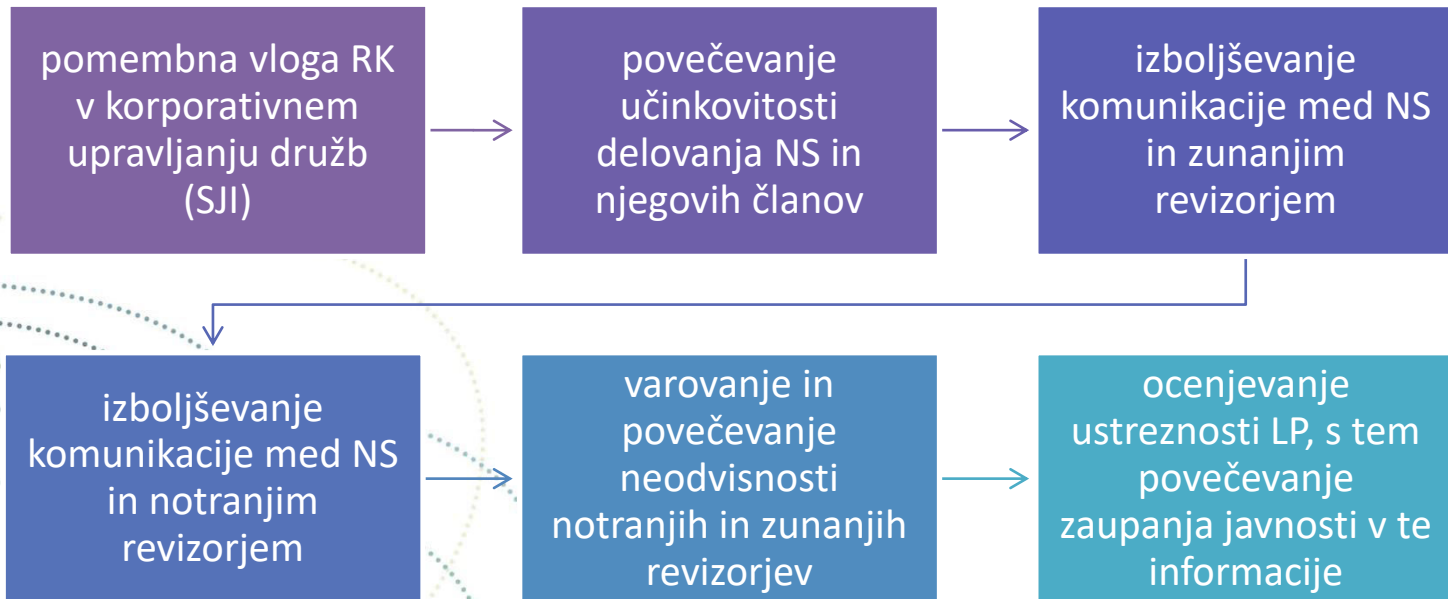 pomembna vloga RK
v korporativnem
upravljanju družb
(SJI)
povečevanje
učinkovitosti
delovanja NS in
njegovih članov
izboljševanje
komunikacije med NS
in zunanjim
revizorjem
izboljševanje
komunikacije med NS
in notranjim
revizorjem
varovanje in
povečevanje
neodvisnosti
notranjih in zunanjih
revizorjev
ocenjevanje
ustreznosti LP, s tem
povečevanje
zaupanja javnosti v te
informacije